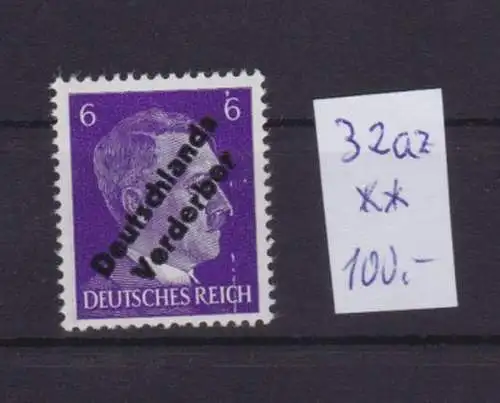 6 6
Deutschlands
Verderber
DEUTSCHES REICH
32az
**
100,-